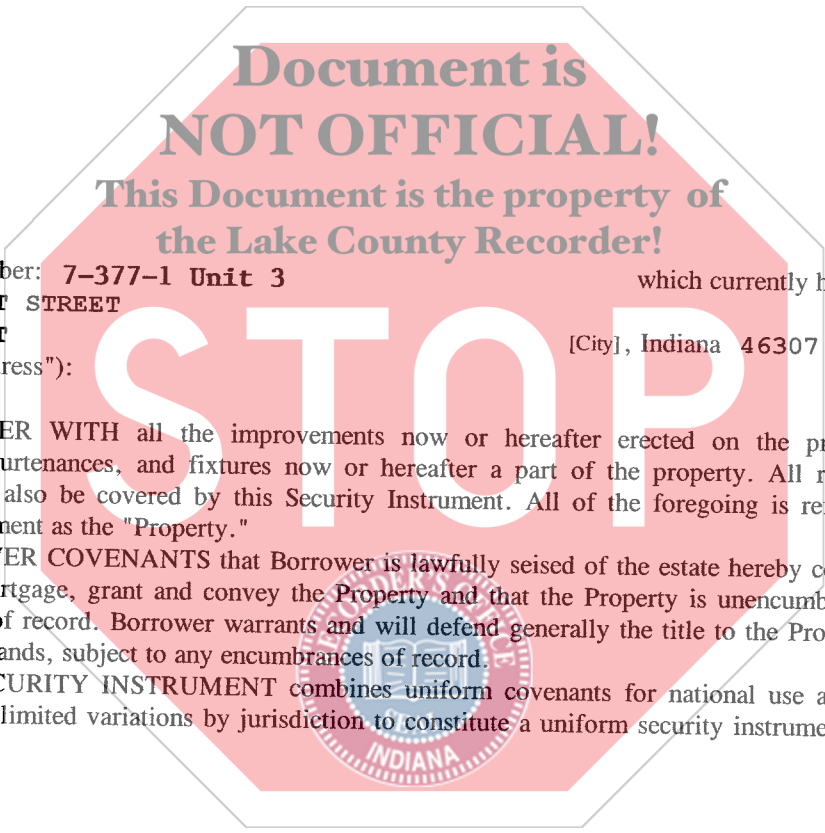 Document is
NOT OFFICIAL!
This Document is the property of
the Lake County Recorder!
ber: 7-377-1 Unit 3 which currently h
T STREET
T [City], Indiana 46307
ress"):
STOP
ER WITH all the improvements now or hereafter erected on the pr
urtenances, and fixtures now or hereafter a part of the property. All r
also be covered by this Security Instrument. All of the foregoing is re
ment as the "Property."
ER COVENANTS that Borrower is lawfully seised of the estate hereby c
rtgage, grant and convey the Property and that the Property is unencumb
of record. Borrower warrants and will defend generally the title to the Pro
ands, subject to any encumbrances of record.
CURITY INSTRUMENT combines uniform covenants for national use a
limited variations by jurisdiction to constitute a uniform security instrume
RECORDER'S OFFICE
SEAL
INDIANA